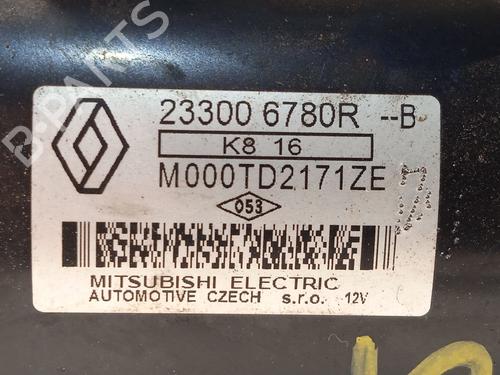 23300 6780R --B
K8 16
M000TD2171ZE
053
MITSUBISHI ELECTRIC
AUTOMOTIVE CZECH s.r.o. 12V
B-PARTS